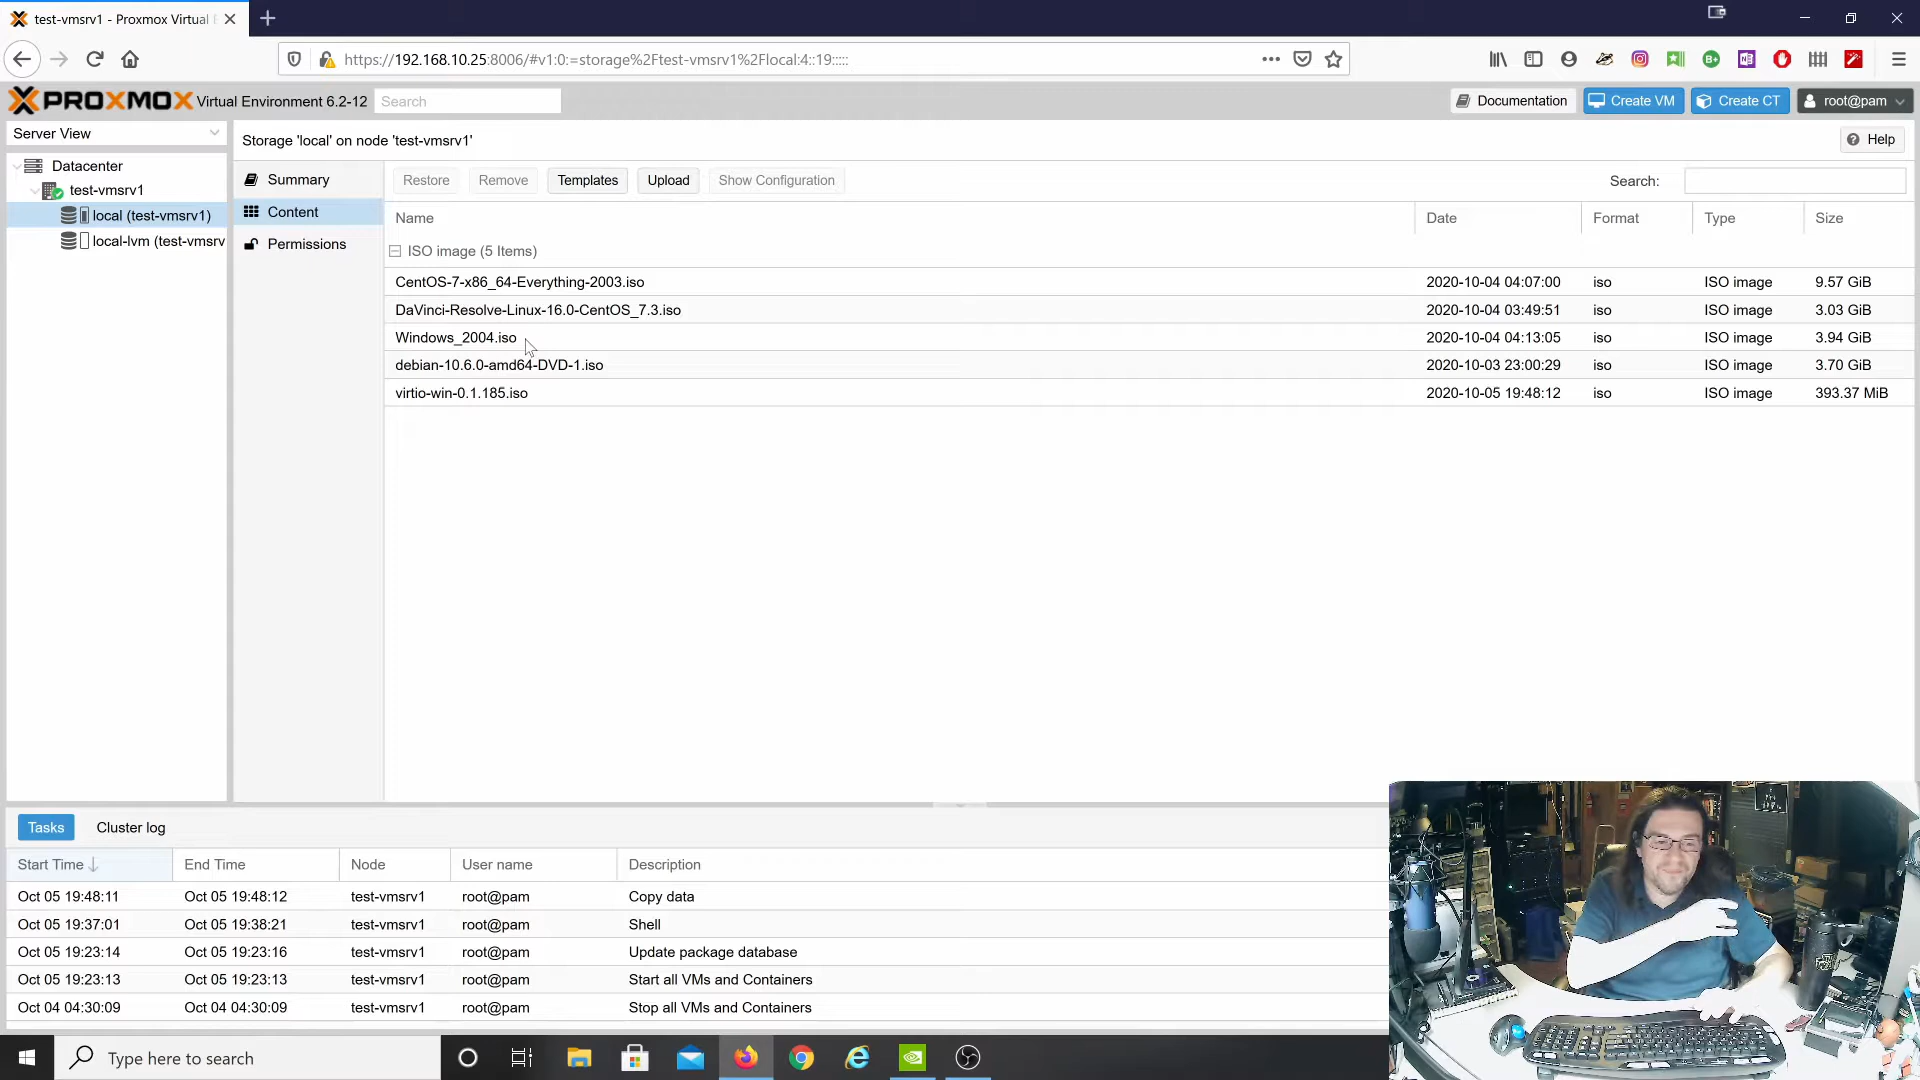 test-vmsrv1 - Proxmox Virtual
https://192.168.10.25:8006/#v1:0:=storage%2Ftest-vmsrv1%2Flocal:4::19:::::
PROXMOX Virtual Environment 6.2-12 Search Documentation Create VM Create CT root@pam
Server View
Storage 'local' on node 'test-vmsrv1' Help
Datacenter
test-vmsrv1
local (test-vmsrv1)
local-lvm (test-vmsrv
Summary
Content
Permissions
Restore Remove Templates Upload Show Configuration Search:
Name Date Format Type Size
ISO image (5 Items)
CentOS-7-x86_64-Everything-2003.iso 2020-10-04 04:07:00 iso ISO image 9.57 GiB
DaVinci-Resolve-Linux-16.0-CentOS_7.3.iso 2020-10-04 03:49:51 iso ISO image 3.03 GiB
Windows_2004.iso 2020-10-04 04:13:05 iso ISO image 3.94 GiB
debian-10.6.0-amd64-DVD-1.iso 2020-10-03 23:00:29 iso ISO image 3.70 GiB
virtio-win-0.1.185.iso 2020-10-05 19:48:12 iso ISO image 393.37 MiB
Tasks Cluster log
Start Time End Time Node User name Description
Oct 05 19:48:11 Oct 05 19:48:12 test-vmsrv1 root@pam Copy data
Oct 05 19:37:01 Oct 05 19:38:21 test-vmsrv1 root@pam Shell
Oct 05 19:23:14 Oct 05 19:23:16 test-vmsrv1 root@pam Update package database
Oct 05 19:23:13 Oct 05 19:23:13 test-vmsrv1 root@pam Start all VMs and Containers
Oct 04 04:30:09 Oct 04 04:30:09 test-vmsrv1 root@pam Stop all VMs and Containers
Type here to search